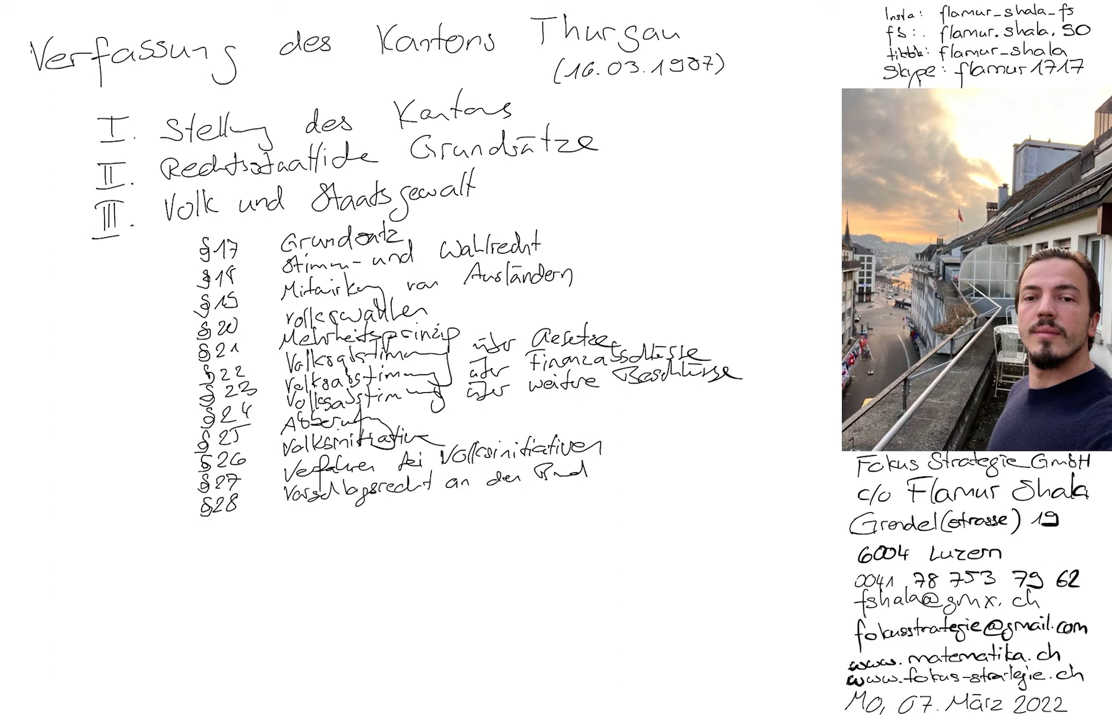 Verfassung des Kantons Thurgau
(16.03.1987)
I. Stellung des Kantons
II. Rechtsstaatliche Grundsätze
III. Volk und Staatsgewalt
§17 Grundsatz
§18 Stimm- und Wahlrecht
§19 Mitwirkung von Ausländern
§20 Volkswahlen
§21 Mehrheitsprinzip
§22 Volksabstimmung über Gesetze
§23 Volksabstimmung über Finanzbeschlüsse
§24 Volksabstimmung über weitere Beschlüsse
§25 Abberufung
§26 Volksinitiative
§27 Verfahren bei Volksinitiativen
§28 Vorschlagsrecht an den Bund
Insta: flamur_shala_fs
fb: flamur.shala.90
tiktok: flamur_shala
Skype: flamur1717
Fokus Strategie GmbH
c/o Flamur Shala
Grendel(strasse) 19
6004 Luzern
0041 78 753 79 62
fshala@gmx.ch
fokusstrategie@gmail.com
www.matematika.ch
www.fokus-strategie.ch
Mo, 07. März 2022